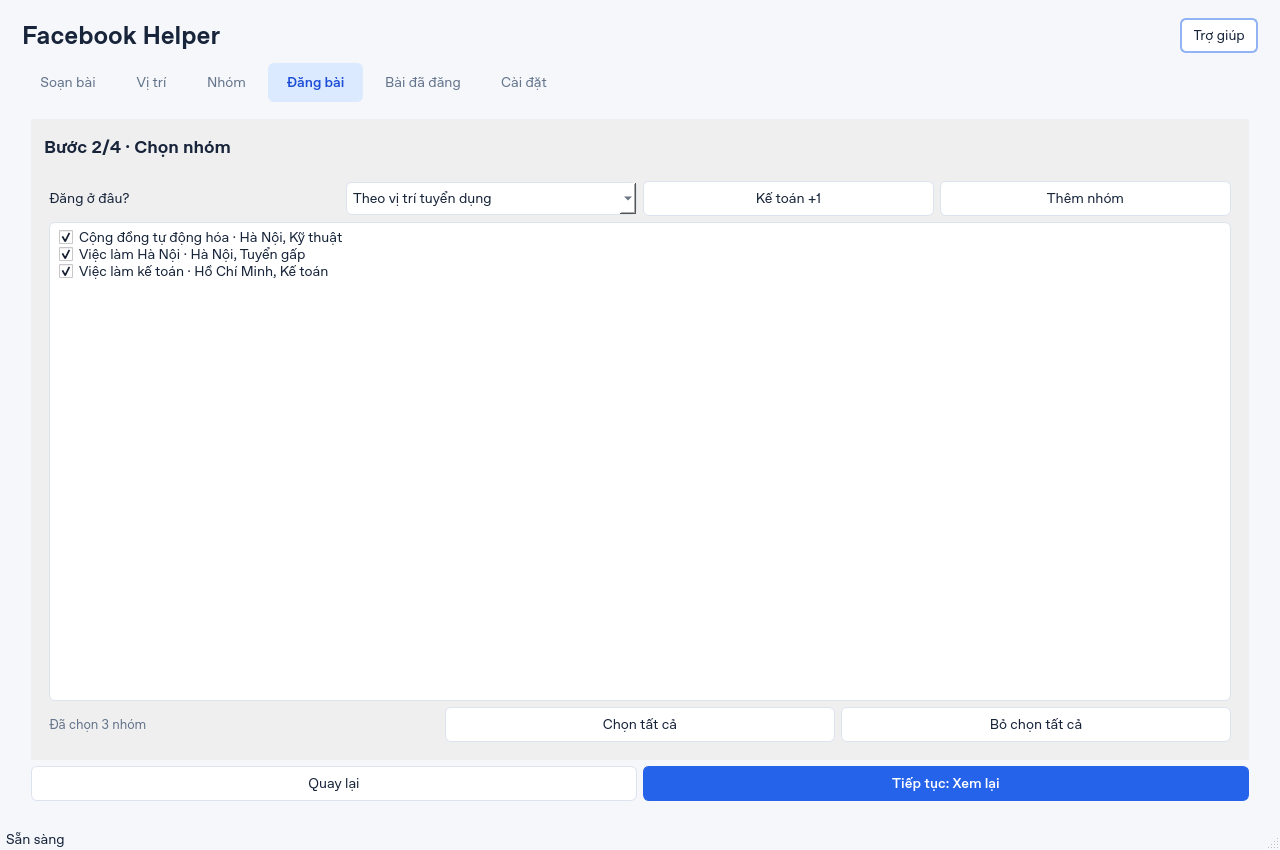 Facebook Helper
Trợ giúp
Soạn bài
Vị trí
Nhóm
Đăng bài
Bài đã đăng
Cài đặt
Bước 2/4 · Chọn nhóm
Đăng ở đâu?
Theo vị trí tuyển dụng
Kế toán +1
Thêm nhóm
Cộng đồng tự động hóa · Hà Nội, Kỹ thuật
Việc làm Hà Nội · Hà Nội, Tuyển gấp
Việc làm kế toán · Hồ Chí Minh, Kế toán
Đã chọn 3 nhóm
Chọn tất cả
Bỏ chọn tất cả
Quay lại
Tiếp tục: Xem lại
Sẵn sàng